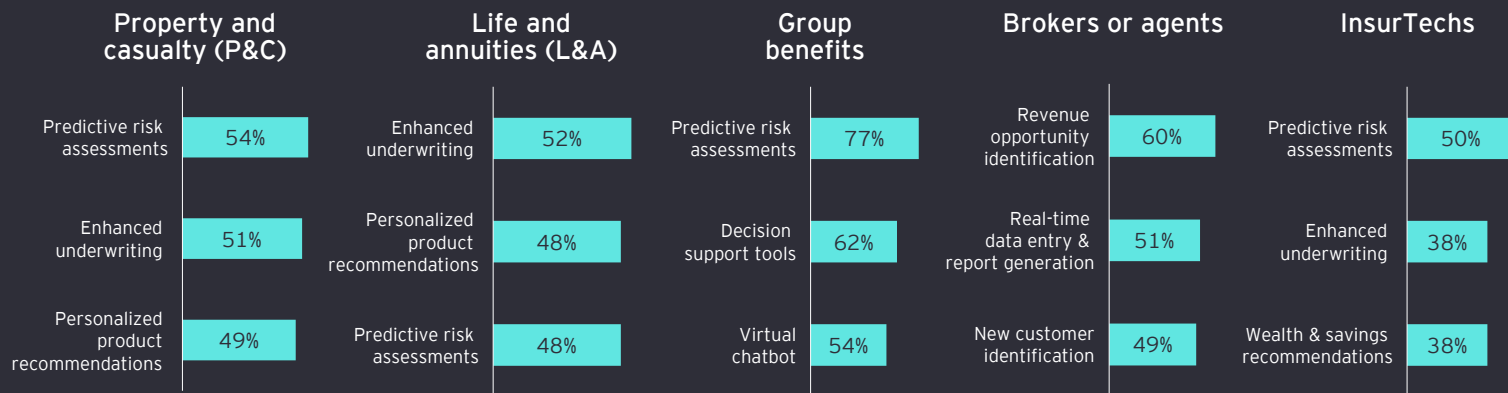 Property and
casualty (P&C)
Predictive risk
assessments
54%
Enhanced
underwriting
51%
Personalized
product
recommendations
49%
Life and
annuities (L&A)
Enhanced
underwriting
52%
Personalized
product
recommendations
48%
Predictive risk
assessments
48%
Group
benefits
Predictive risk
assessments
77%
Decision
support tools
62%
Virtual
chatbot
54%
Brokers or agents
Revenue
opportunity
identification
60%
Real-time
data entry &
report generation
51%
New customer
identification
49%
InsurTechs
Predictive risk
assessments
50%
Enhanced
underwriting
38%
Wealth & savings
recommendations
38%